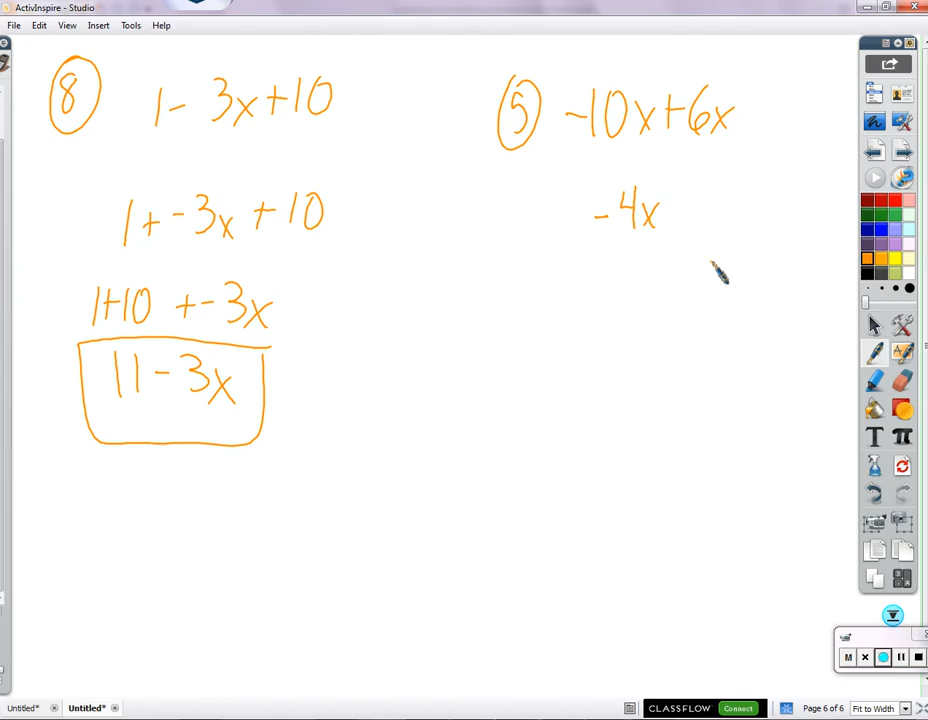 ActivInspire - Studio
File Edit View Insert Tools Help
8 1 - 3x + 10
1 + - 3x + 10
1 + 10 + - 3x
11 - 3x
5 -10x + 6x
-4x
T π
M
Untitled* Untitled* CLASSFLOW Connect Page 6 of 6 Fit to Width